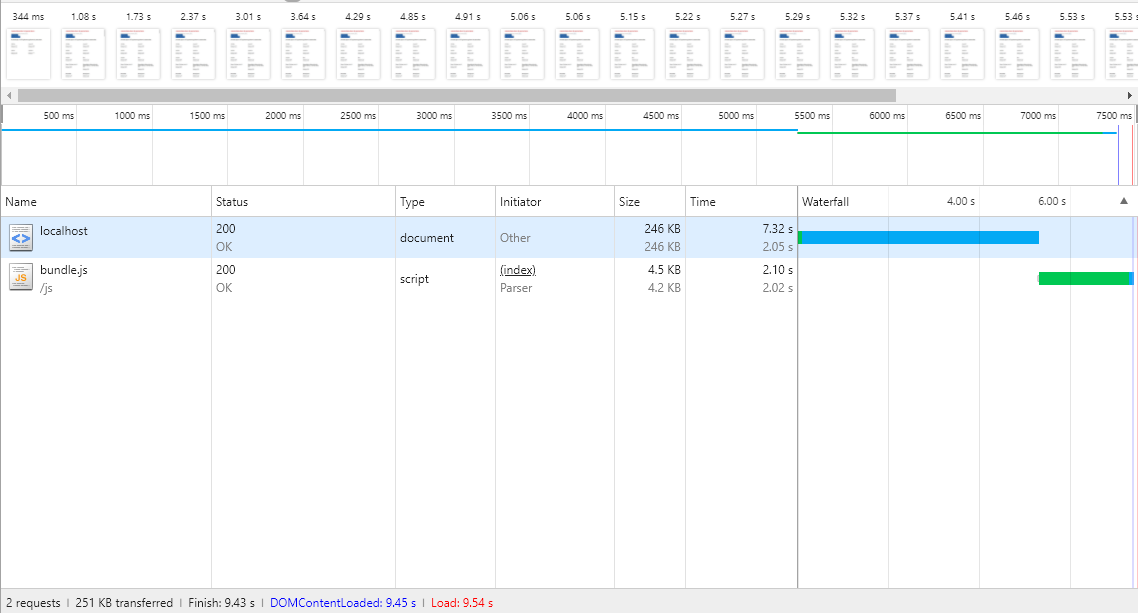 344 ms 1.08 s 1.73 s 2.37 s 3.01 s 3.64 s 4.29 s 4.85 s 4.91 s 5.06 s 5.06 s 5.15 s 5.22 s 5.27 s 5.29 s 5.32 s 5.37 s 5.41 s 5.46 s 5.53 s 5.53 s
500 ms 1000 ms 1500 ms 2000 ms 2500 ms 3000 ms 3500 ms 4000 ms 4500 ms 5000 ms 5500 ms 6000 ms 6500 ms 7000 ms 7500 ms
Name Status Type Initiator Size Time Waterfall 4.00 s 6.00 s ▲
localhost 200 document Other 246 KB 7.32 s
OK 246 KB 2.05 s
bundle.js 200 script (index) 4.5 KB 2.10 s
/js OK Parser 4.2 KB 2.02 s
JS
2 requests | 251 KB transferred | Finish: 9.43 s | DOMContentLoaded: 9.45 s | Load: 9.54 s